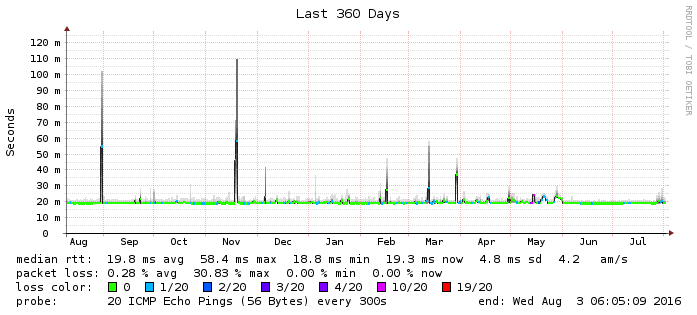 Last 360 Days
RRDTOOL / TOBI OETIKER
Seconds
120 m
110 m
100 m
90 m
80 m
70 m
60 m
50 m
40 m
30 m
20 m
10 m
0
Aug Sep Oct Nov Dec Jan Feb Mar Apr May Jun Jul
median rtt: 19.8 ms avg 58.4 ms max 18.8 ms min 19.3 ms now 4.8 ms sd 4.2 am/s
packet loss: 0.28 % avg 30.83 % max 0.00 % min 0.00 % now
loss color: 0 1/20 2/20 3/20 4/20 10/20 19/20
probe: 20 ICMP Echo Pings (56 Bytes) every 300s end: Wed Aug 3 06:05:09 2016